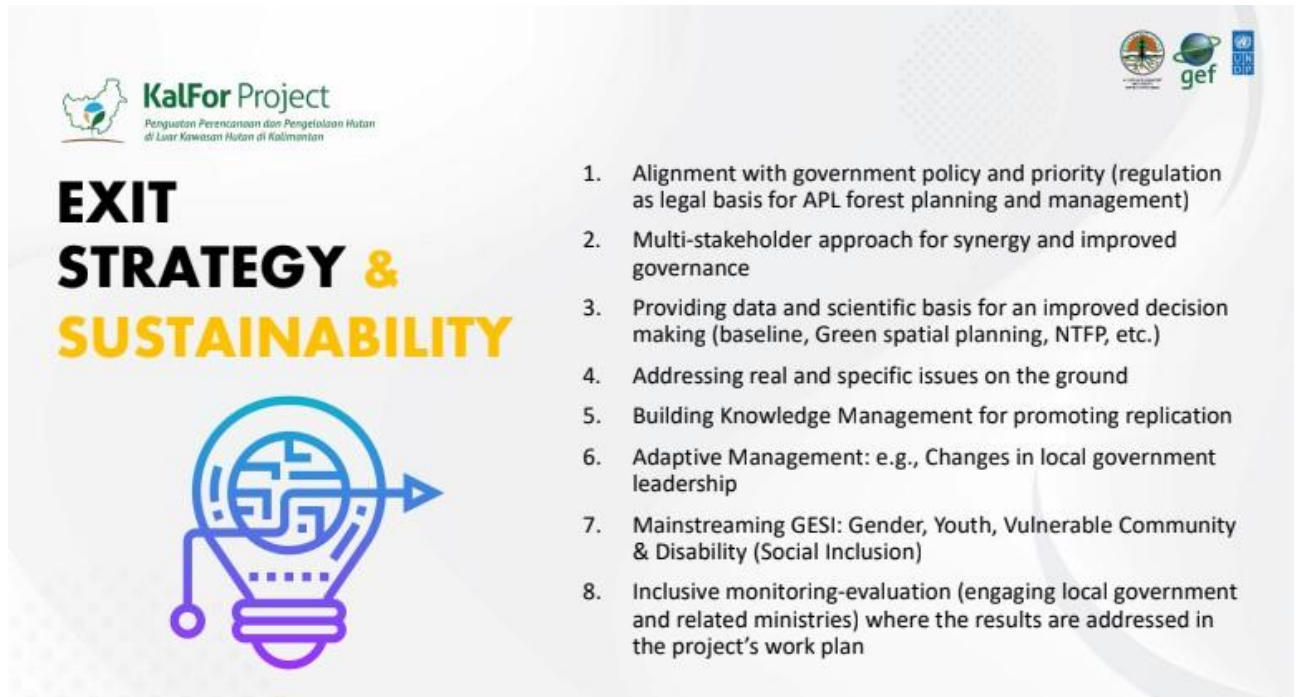 KalFor Project
Penguatan Perencanaan dan Pengelolaan Hutan
di Luar Kawasan Hutan di Kalimantan
gef
U N
D P
EXIT
STRATEGY &
SUSTAINABILITY
1. Alignment with government policy and priority (regulation
as legal basis for APL forest planning and management)
2. Multi-stakeholder approach for synergy and improved
governance
3. Providing data and scientific basis for an improved decision
making (baseline, Green spatial planning, NTFP, etc.)
4. Addressing real and specific issues on the ground
5. Building Knowledge Management for promoting replication
6. Adaptive Management: e.g., Changes in local government
leadership
7. Mainstreaming GESI: Gender, Youth, Vulnerable Community
& Disability (Social Inclusion)
8. Inclusive monitoring-evaluation (engaging local government
and related ministries) where the results are addressed in
the project's work plan